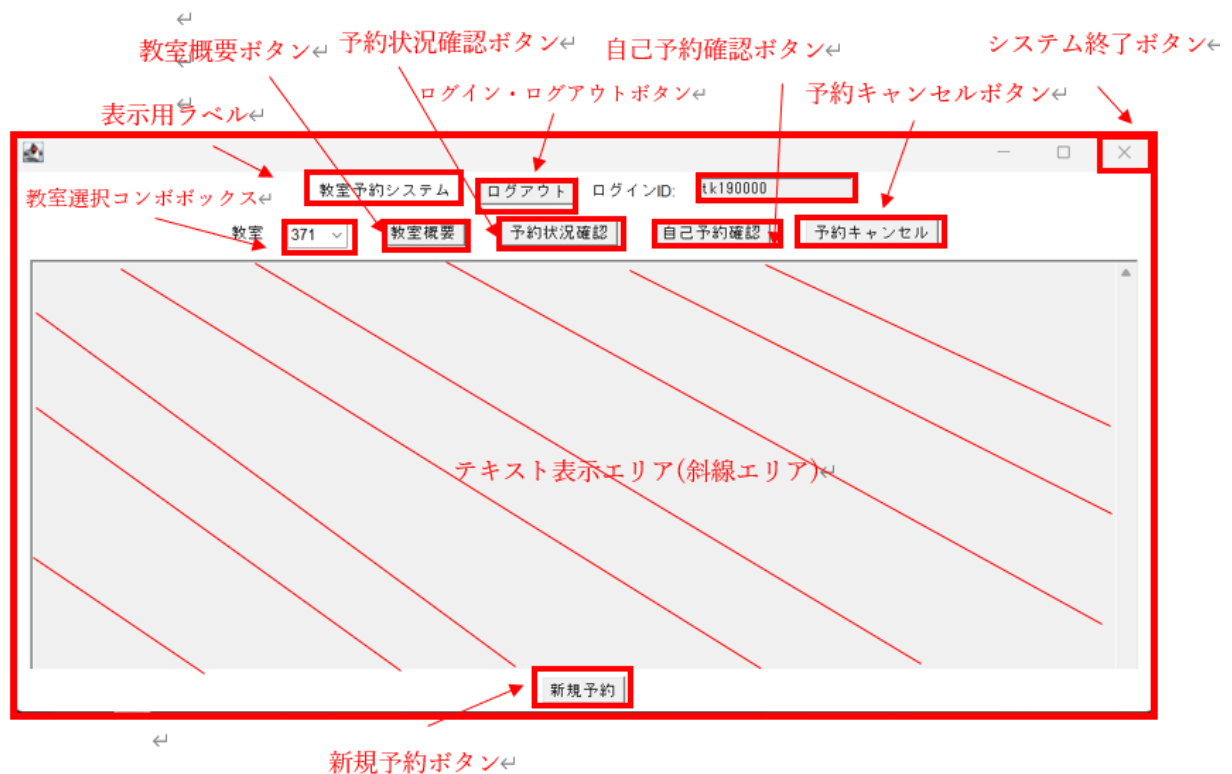 教室概要ボタン
予約状況確認ボタン
自己予約確認ボタン
システム終了ボタン
ログイン・ログアウトボタン
予約キャンセルボタン
表示用ラベル
教室選択コンボボックス
教室予約システム ログアウト ログインID: tk190000
教室 371 教室概要 予約状況確認 自己予約確認 予約キャンセル
テキスト表示エリア(斜線エリア)
新規予約
新規予約ボタン